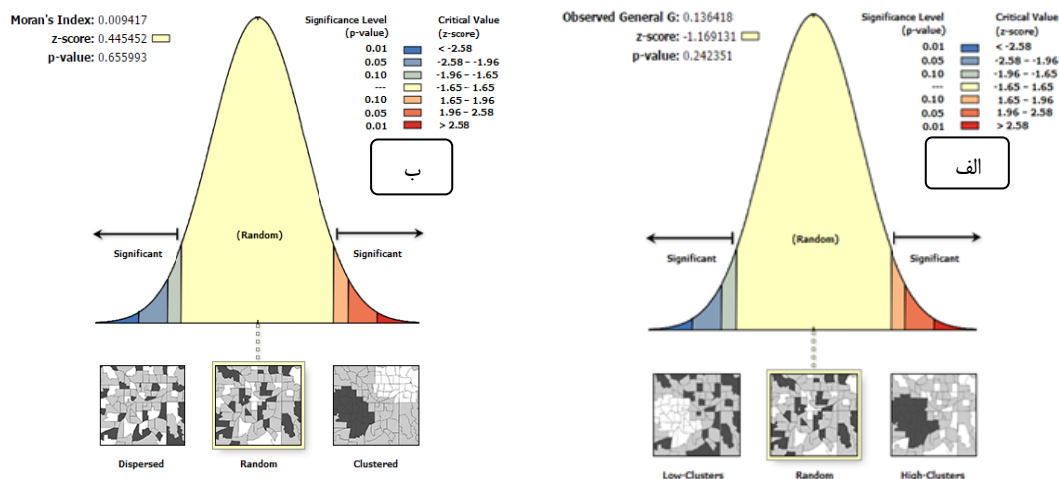 Moran's Index: 0.009417
z-score: 0.445452
p-value: 0.655993
Significance Level
(p-value)
Critical Value
(z-score)
0.01 < -2.58
0.05 -2.58 – -1.96
0.10 -1.96 – -1.65
--- -1.65 – 1.65
0.10 1.65 – 1.96
0.05 1.96 – 2.58
0.01 > 2.58
ب
(Random)
Significant
Significant
Dispersed
Random
Clustered
Observed General G: 0.136418
z-score: -1.169131
p-value: 0.242351
Significance Level
(p-value)
Critical Value
(z-score)
0.01 < -2.58
0.05 -2.58 – -1.96
0.10 -1.96 – -1.65
--- -1.65 – 1.65
0.10 1.65 – 1.96
0.05 1.96 – 2.58
0.01 > 2.58
الف
(Random)
Significant
Significant
Low-Clusters
Random
High-Clusters